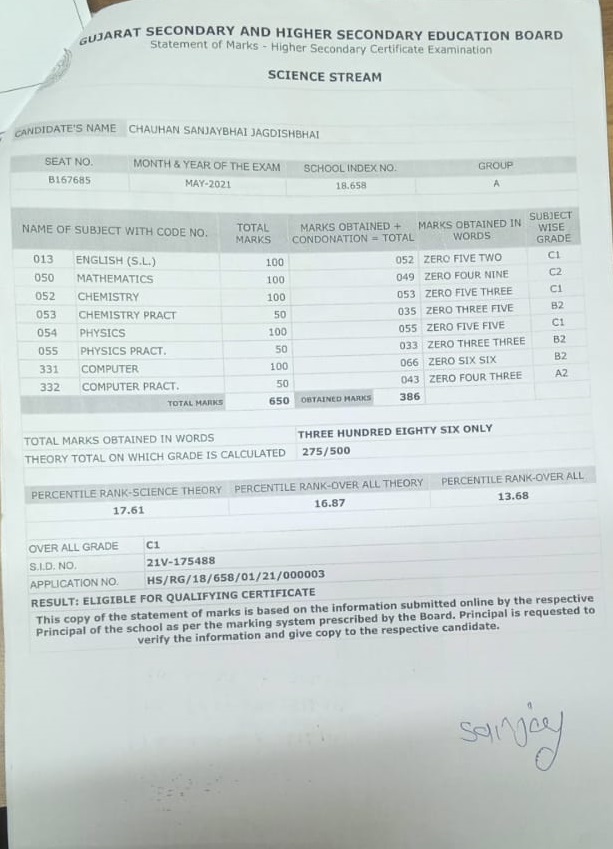 GUJARAT SECONDARY AND HIGHER SECONDARY EDUCATION BOARD
Statement of Marks - Higher Secondary Certificate Examination
SCIENCE STREAM
CANDIDATE'S NAME CHAUHAN SANJAYBHAI JAGDISHBHAI
SEAT NO. MONTH & YEAR OF THE EXAM SCHOOL INDEX NO. GROUP
B167685 MAY-2021 18.658 A
NAME OF SUBJECT WITH CODE NO. TOTAL MARKS MARKS OBTAINED + CONDONATION = TOTAL MARKS OBTAINED IN WORDS SUBJECT WISE GRADE
013 ENGLISH (S.L.) 100 052 ZERO FIVE TWO C1
050 MATHEMATICS 100 049 ZERO FOUR NINE C2
052 CHEMISTRY 100 053 ZERO FIVE THREE C1
053 CHEMISTRY PRACT 50 035 ZERO THREE FIVE B2
054 PHYSICS 100 055 ZERO FIVE FIVE C1
055 PHYSICS PRACT. 50 033 ZERO THREE THREE B2
331 COMPUTER 100 066 ZERO SIX SIX B2
332 COMPUTER PRACT. 50 043 ZERO FOUR THREE A2
TOTAL MARKS 650 OBTAINED MARKS 386
TOTAL MARKS OBTAINED IN WORDS THREE HUNDRED EIGHTY SIX ONLY
THEORY TOTAL ON WHICH GRADE IS CALCULATED 275/500
PERCENTILE RANK-SCIENCE THEORY PERCENTILE RANK-OVER ALL THEORY PERCENTILE RANK-OVER ALL
17.61 16.87 13.68
OVER ALL GRADE C1
S.I.D. NO. 21V-175488
APPLICATION NO. HS/RG/18/658/01/21/000003
RESULT: ELIGIBLE FOR QUALIFYING CERTIFICATE
This copy of the statement of marks is based on the information submitted online by the respective
Principal of the school as per the marking system prescribed by the Board. Principal is requested to
verify the information and give copy to the respective candidate.
sanjay